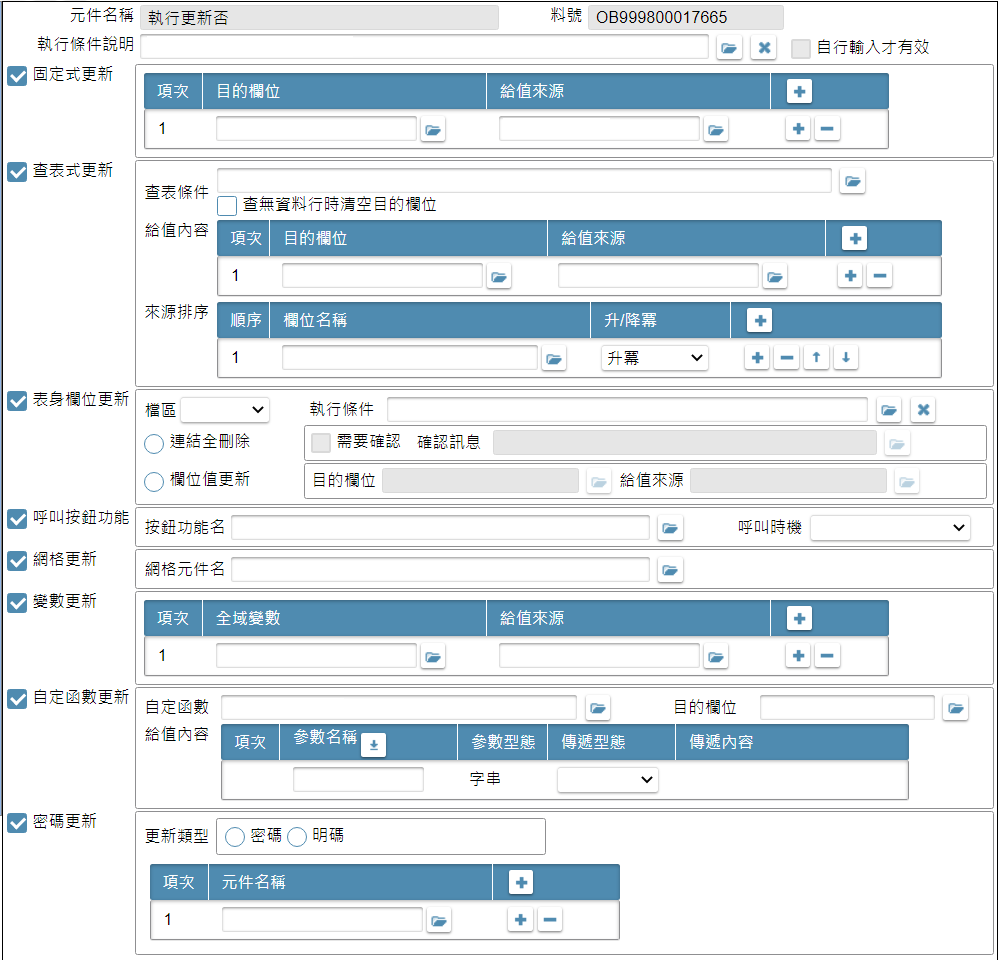 元件名稱 執行更新否 料號 OB999800017665
執行條件說明 自行輸入才有效
固定式更新
項次 目的欄位 給值來源
1
查表式更新
查表條件
查無資料行時清空目的欄位
給值內容
項次 目的欄位 給值來源
1
來源排序
順序 欄位名稱 升/降冪
1 升冪
表身欄位更新
檔區 執行條件
連結全刪除 需要確認 確認訊息
欄位值更新 目的欄位 給值來源
呼叫按鈕功能
按鈕功能名 呼叫時機
網格更新
網格元件名
變數更新
項次 全域變數 給值來源
1
自定函數更新
自定函數 目的欄位
給值內容
項次 參數名稱 參數型態 傳遞型態 傳遞內容
字串
密碼更新
更新類型 密碼 明碼
項次 元件名稱
1